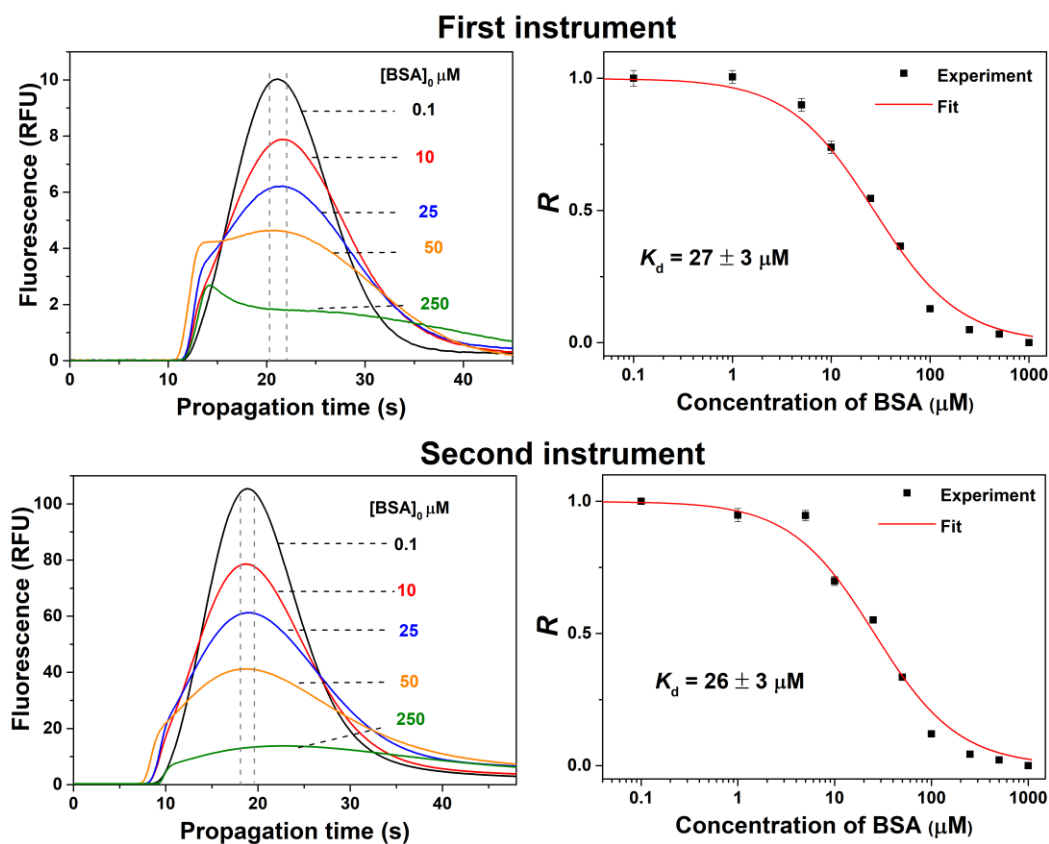 First instrument
Fluorescence (RFU)
10
8
6
4
2
0
[BSA]₀ μM
0.1
10
25
50
250
0 10 20 30 40
Propagation time (s)
R
1.0
0.5
0.0
Experiment
Fit
K_d = 27 ± 3 μM
0.1 1 10 100 1000
Concentration of BSA (μM)
Second instrument
Fluorescence (RFU)
100
80
60
40
20
0
[BSA]₀ μM
0.1
10
25
50
250
0 10 20 30 40
Propagation time (s)
R
1.0
0.5
0.0
Experiment
Fit
K_d = 26 ± 3 μM
0.1 1 10 100 1000
Concentration of BSA (μM)